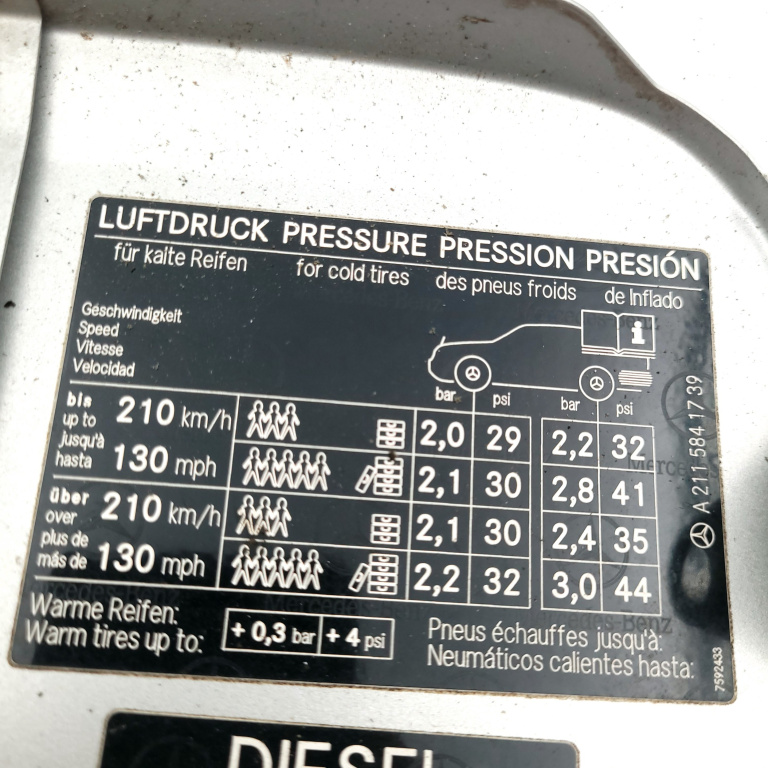 LUFTDRUCK PRESSURE PRESSION PRESIÓN
für kalte Reifen for cold tires des pneus froids de Inflado
Geschwindigkeit
Speed
Vitesse
Velocidad
i
bar psi bar psi
bis
up to
jusqu'à
hasta
210 km/h
130 mph
2,0 29 2,2 32
2,1 30 2,8 41
über
over
plus de
más de
210 km/h
130 mph
2,1 30 2,4 35
2,2 32 3,0 44
Warme Reifen:
Warm tires up to:
+ 0,3 bar + 4 psi
Pneus échauffes jusqu'à:
Neumáticos calientes hasta:
A 211 584 17 39
7592433
DIESEL